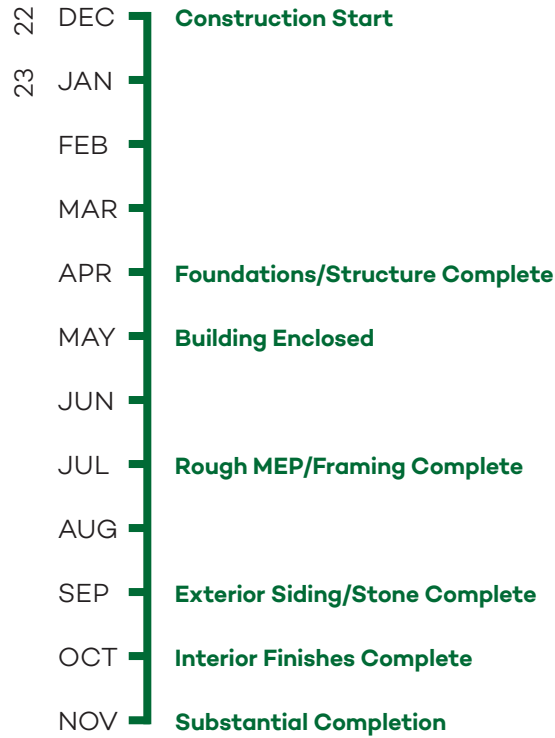 22 DEC Construction Start
23 JAN
FEB
MAR
APR Foundations/Structure Complete
MAY Building Enclosed
JUN
JUL Rough MEP/Framing Complete
AUG
SEP Exterior Siding/Stone Complete
OCT Interior Finishes Complete
NOV Substantial Completion